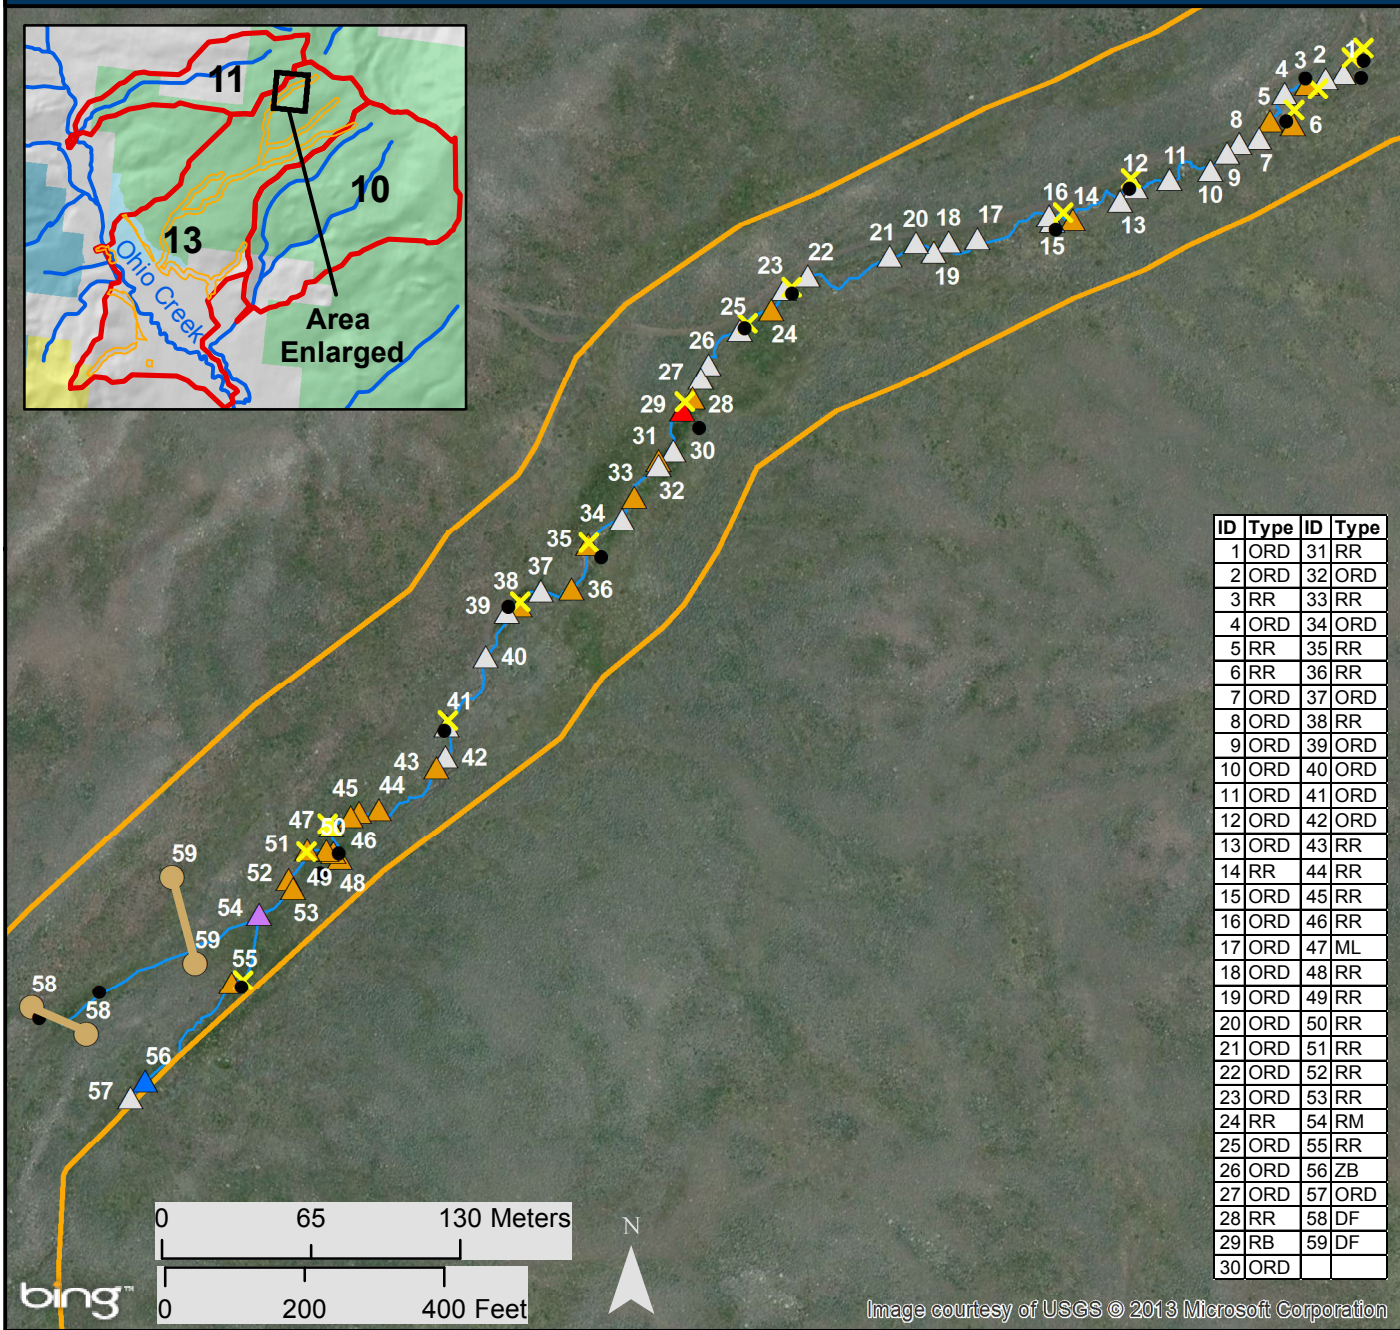 11
10
13
Ohio Creek
Area
Enlarged
1
2
3
4
5
6
7
8
9
10
11
12
13
14
15
16
17
18
19
20
21
22
23
24
25
26
27
28
29
30
31
32
33
34
35
36
37
38
39
40
41
42
43
44
45
46
47
50
48
49
51
52
53
54
55
59
59
58
58
56
57
ID Type ID Type
1 ORD 31 RR
2 ORD 32 ORD
3 RR 33 RR
4 ORD 34 ORD
5 RR 35 RR
6 RR 36 RR
7 ORD 37 ORD
8 ORD 38 RR
9 ORD 39 ORD
10 ORD 40 ORD
11 ORD 41 ORD
12 ORD 42 ORD
13 ORD 43 RR
14 RR 44 RR
15 ORD 45 RR
16 ORD 46 RR
17 ORD 47 ML
18 ORD 48 RR
19 ORD 49 RR
20 ORD 50 RR
21 ORD 51 RR
22 ORD 52 RR
23 ORD 53 RR
24 RR 54 RM
25 ORD 55 RR
26 ORD 56 ZB
27 ORD 57 ORD
28 RR 58 DF
29 RB 59 DF
30 ORD
0 65 130 Meters
0 200 400 Feet
N
bing™
Image courtesy of USGS © 2013 Microsoft Corporation